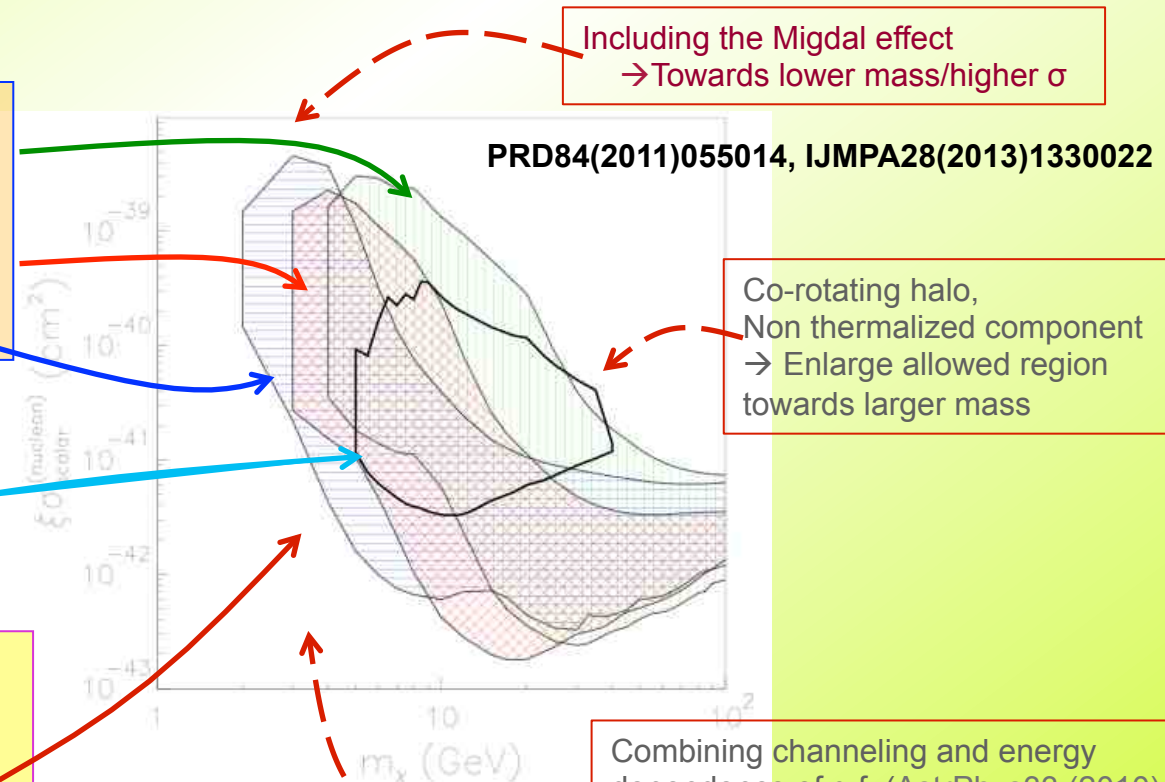 Including the Migdal effect
→Towards lower mass/higher σ
PRD84(2011)055014, IJMPA28(2013)1330022
Co-rotating halo,
Non thermalized component
→ Enlarge allowed region
towards larger mass
ξσ scalar (nucleon) (cm²)
10⁻³⁹
10⁻⁴⁰
10⁻⁴¹
10⁻⁴²
10⁻⁴³
1
10
10²
mₓ (GeV)
Combining channeling and energy